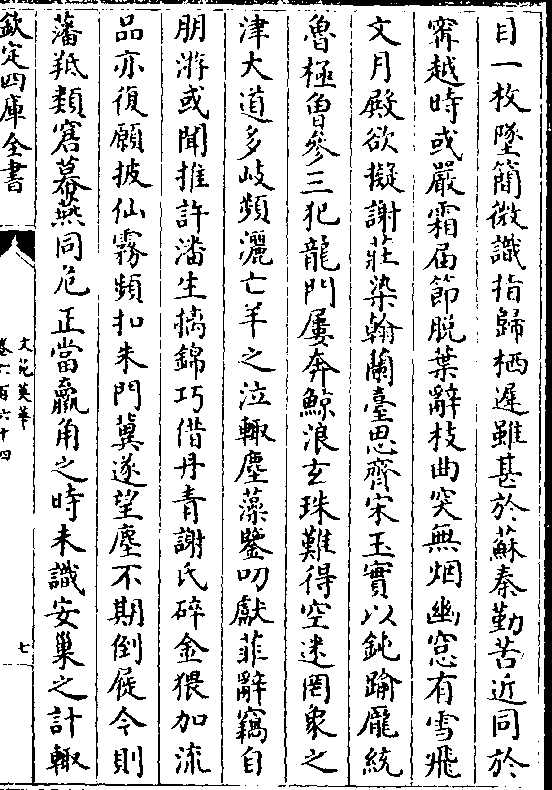 目一枚墜簡微識指歸栖遲雖甚於蘇秦勤苦近同於
甯越時或嚴霜屆節脱葉辭枝曲突無烟幽窓有雪飛
文月殿欲擬謝莊染翰蘭臺思齊宋玉實以鈍踰龐統
魯極曾參三犯龍門屢奔鯨浪玄珠難得空迷罔象之
津大道多岐頻灑亡羊之泣輙塵藻鑒叨獻菲辭竊自
朋游或聞推許潘生摛錦巧借丹青謝氏碎金猥加流
品亦復願披仙霧頻扣朱門冀遂望塵不期倒屣今則
藩羝類窘幕燕同危正當羸角之時未識安巢之計輙
欽定四庫全書
文苑英華
卷六百六十四
七